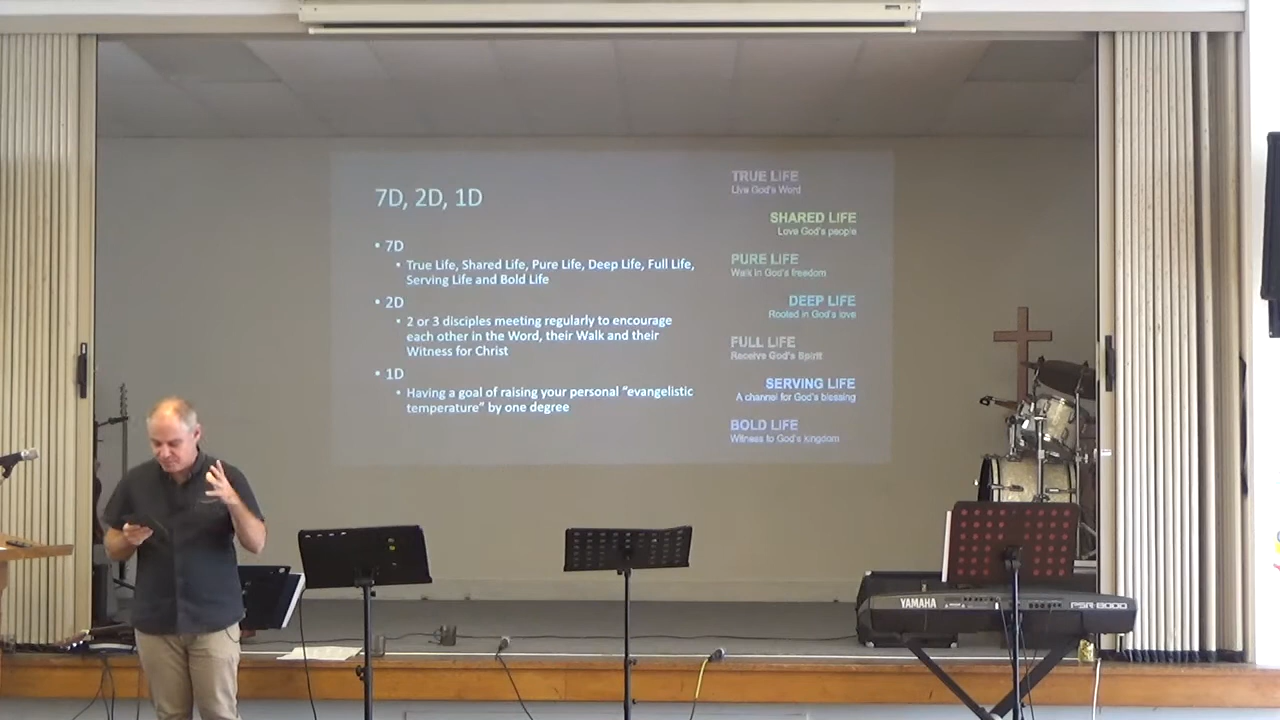 7D, 2D, 1D
• 7D
• True Life, Shared Life, Pure Life, Deep Life, Full Life,
Serving Life and Bold Life
• 2D
• 2 or 3 disciples meeting regularly to encourage
each other in the Word, their Walk and their
Witness for Christ
• 1D
• Having a goal of raising your personal "evangelistic
temperature" by one degree
TRUE LIFE
Live God's Word
SHARED LIFE
Love God's people
PURE LIFE
Walk in God's freedom
DEEP LIFE
Rooted in God's love
FULL LIFE
Receive God's Spirit
SERVING LIFE
A channel for God's blessing
BOLD LIFE
Witness to God's kingdom
YAMAHA
PSR-8000